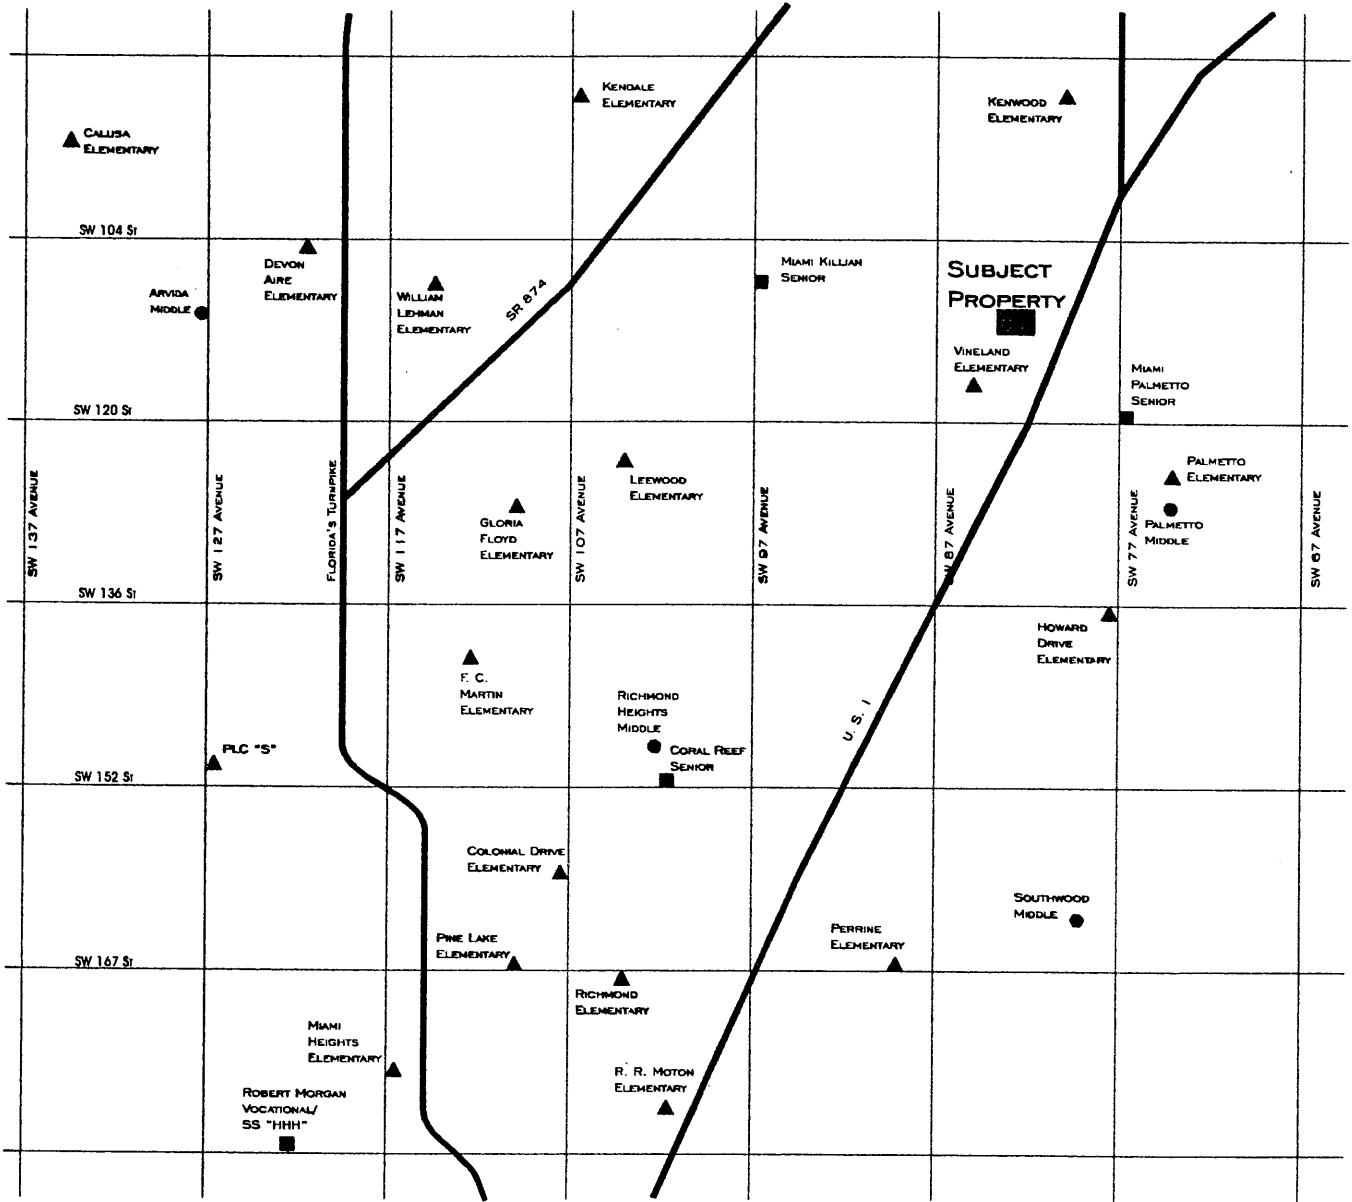 KENDALE
ELEMENTARY
KENWOOD
ELEMENTARY
CALUSA
ELEMENTARY
SW 104 St
DEVON
AIRE
ELEMENTARY
ARVIDA
MIDDLE
WILLIAM
LEHMAN
ELEMENTARY
SR 874
MIAMI KILLIAN
SENIOR
SUBJECT
PROPERTY
VINELAND
ELEMENTARY
MIAMI
PALMETTO
SENIOR
SW 120 St
SW 137 AVENUE
SW 127 AVENUE
FLORIDA'S TURNPIKE
SW 117 AVENUE
SW 107 AVENUE
SW 97 AVENUE
SW 87 AVENUE
SW 77 AVENUE
SW 67 AVENUE
LEEWOOD
ELEMENTARY
GLORIA
FLOYD
ELEMENTARY
PALMETTO
ELEMENTARY
PALMETTO
MIDDLE
SW 136 St
HOWARD
DRIVE
ELEMENTARY
F. C.
MARTIN
ELEMENTARY
RICHMOND
HEIGHTS
MIDDLE
U. S. 1
PLC "S"
CORAL REEF
SENIOR
SW 152 St
COLONIAL DRIVE
ELEMENTARY
SOUTHWOOD
MIDDLE
PINE LAKE
ELEMENTARY
PERRINE
ELEMENTARY
SW 167 St
RICHMOND
ELEMENTARY
MIAMI
HEIGHTS
ELEMENTARY
R. R. MOTON
ELEMENTARY
ROBERT MORGAN
VOCATIONAL/
SS "HHH"